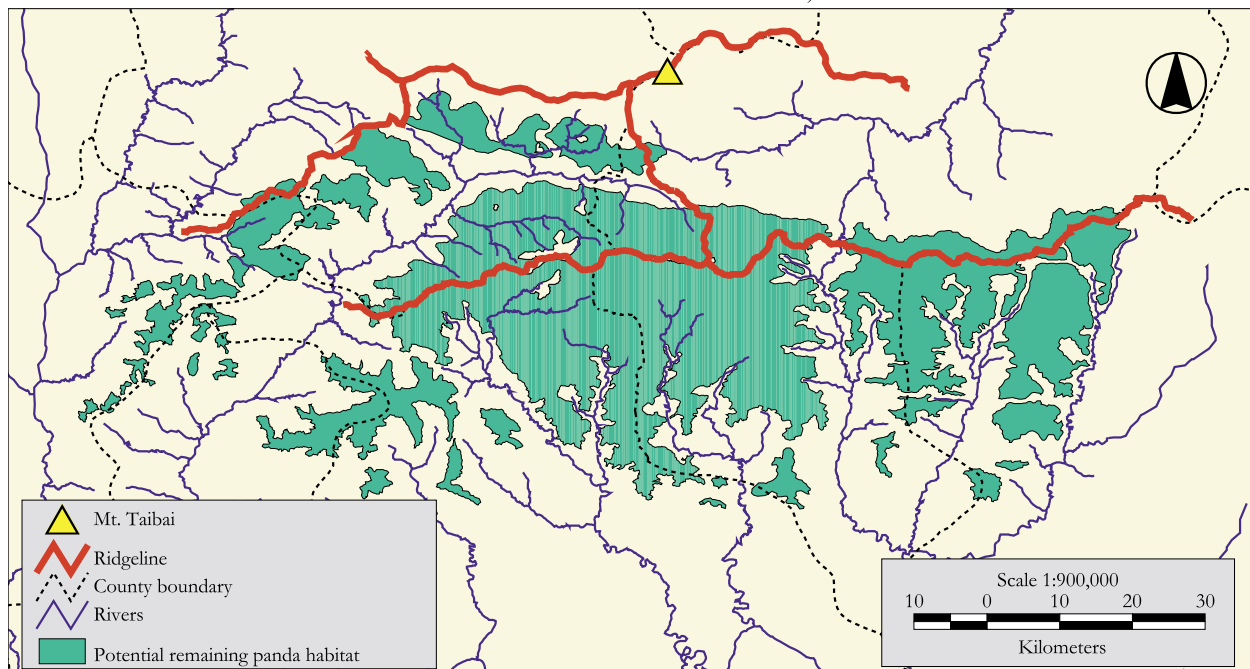 Mt. Taibai
Ridgeline
County boundary
Rivers
Potential remaining panda habitat
Scale 1:900,000
10 0 10 20 30
Kilometers